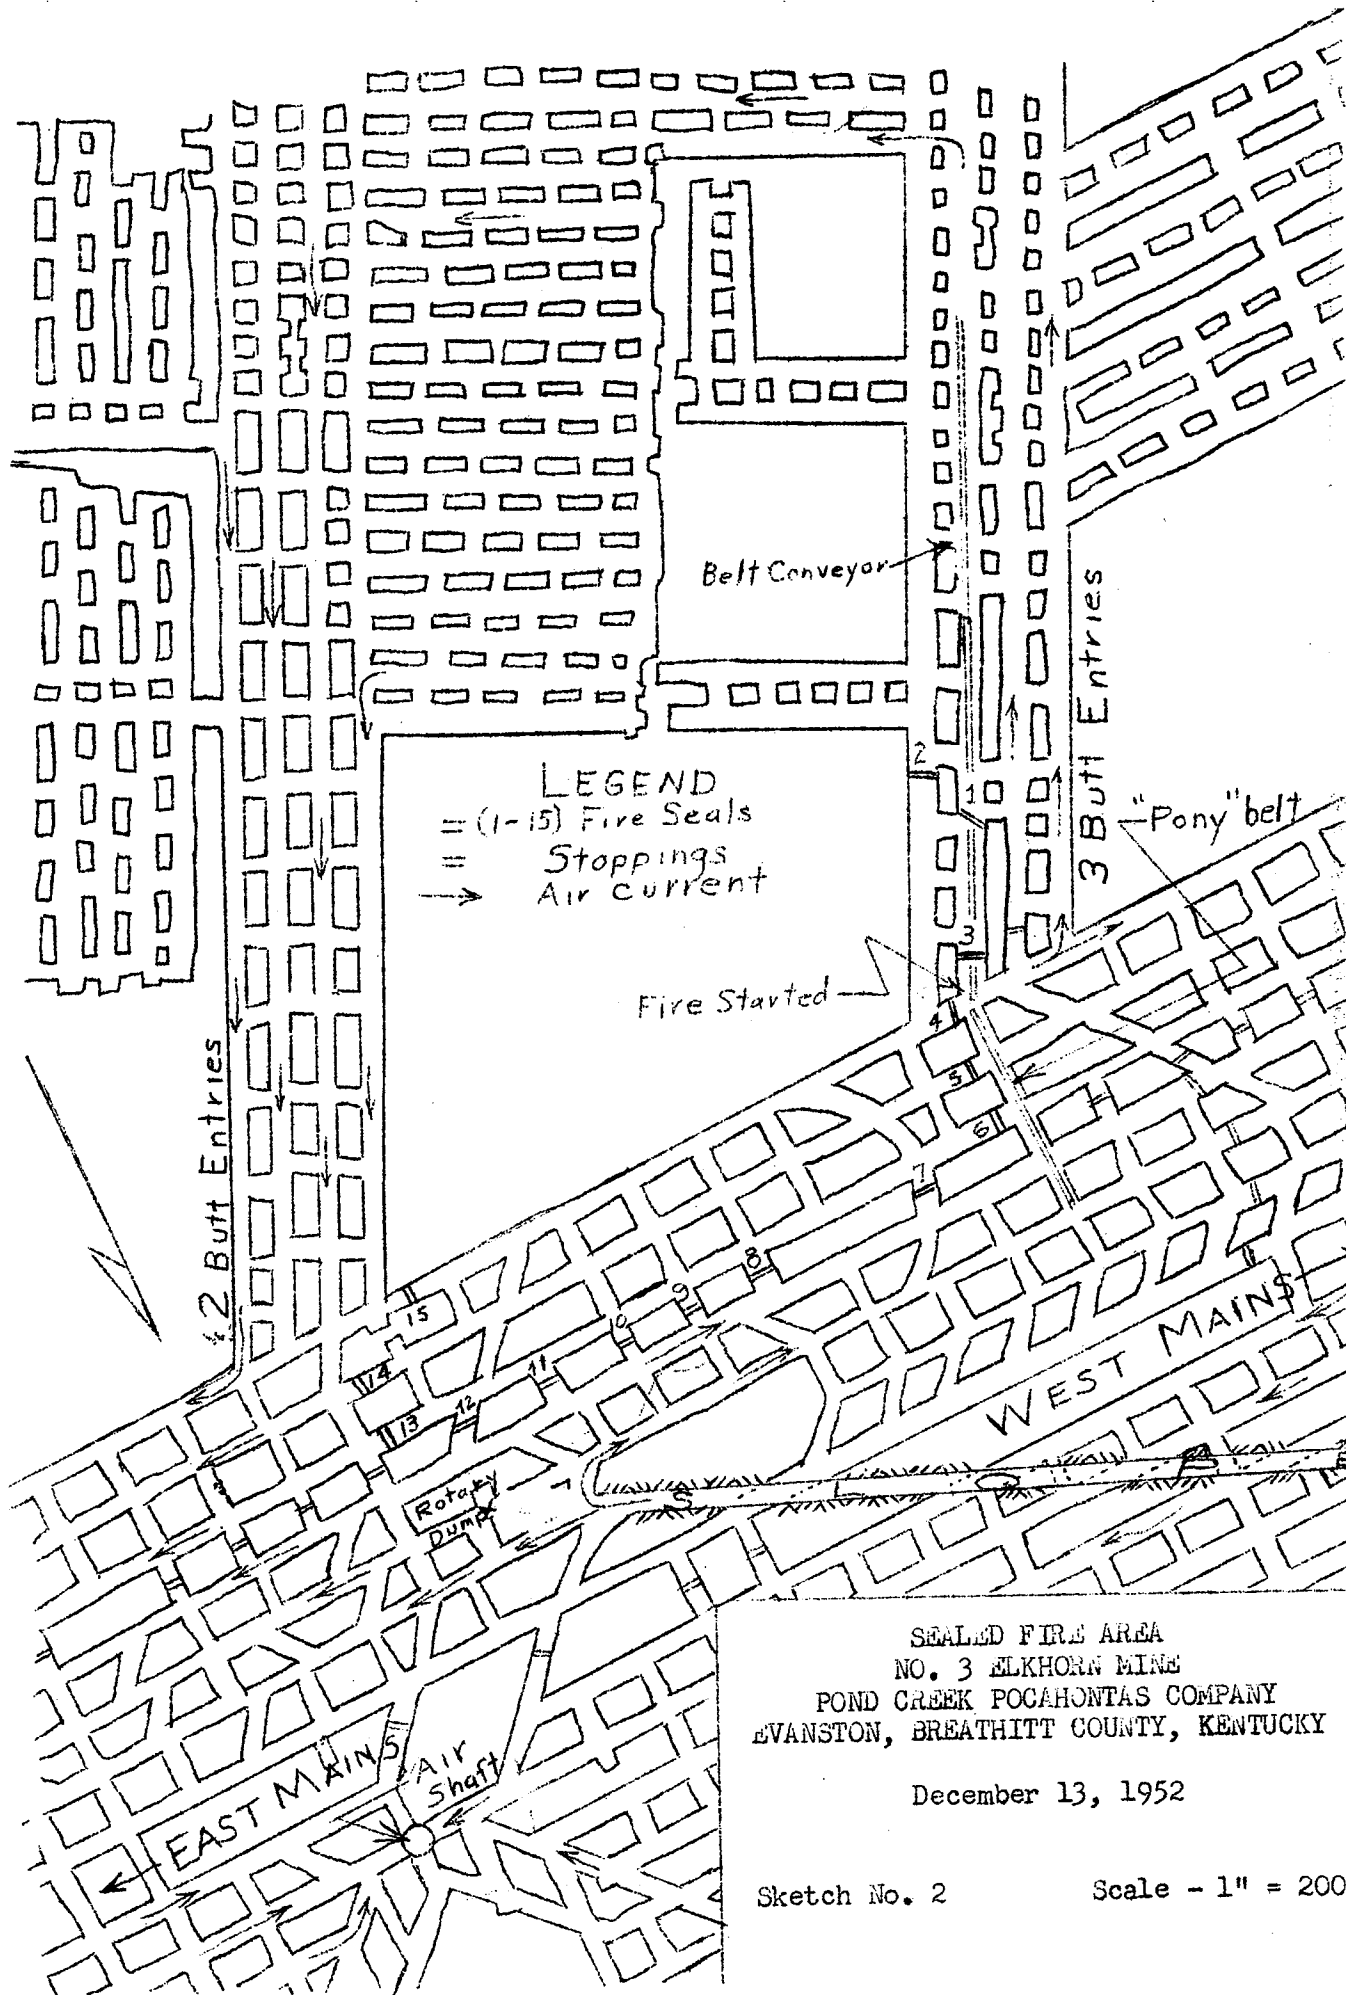 Belt Conveyor
3 Butt Entries
2
1
LEGEND
= (1-15) Fire Seals
= Stoppings
→ Air Current
"Pony" belt
3
Fire Started
4
5
6
7
2 Butt Entries
8
9
10
15
11
14
12
13
WEST MAINS
Rotary
Dump
EAST MAINS
Air
Shaft
SEALED FIRE AREA
NO. 3 ELKHORN MINE
POND CREEK POCAHONTAS COMPANY
EVANSTON, BREATHITT COUNTY, KENTUCKY
December 13, 1952
Sketch No. 2
Scale - 1" = 200